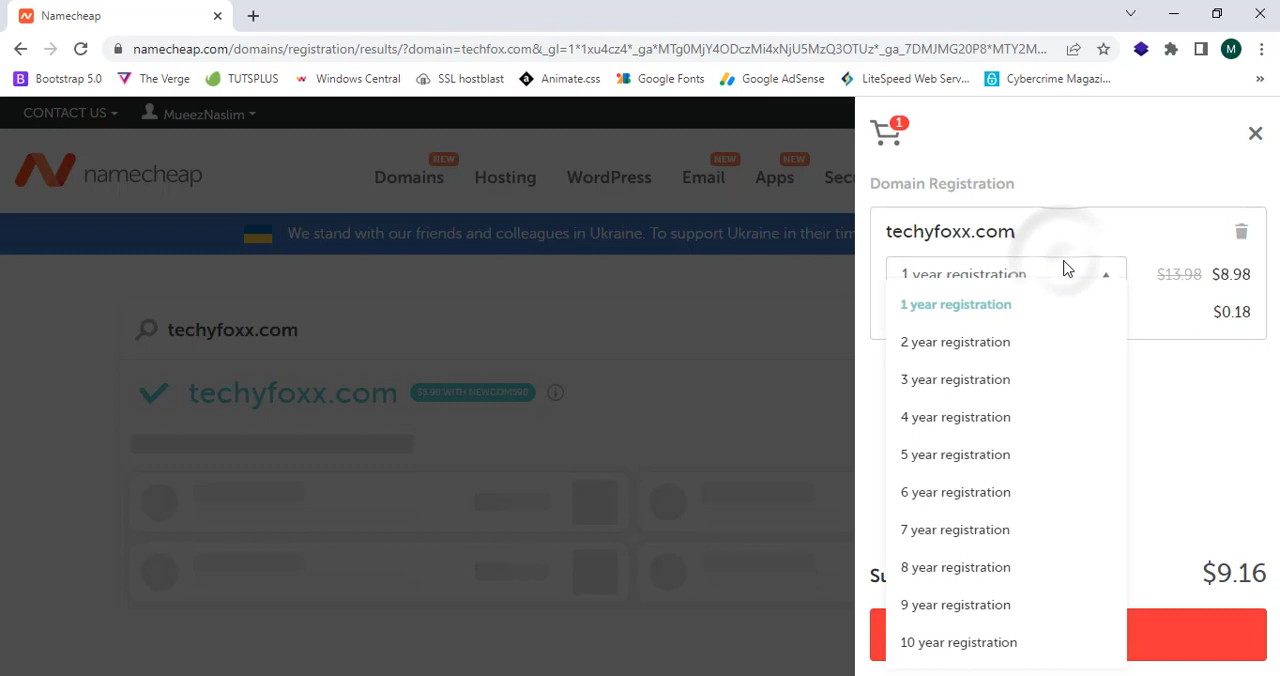 Namecheap
namecheap.com/domains/registration/results/?domain=techfox.com&_gl=1*1xu4cz4*_ga*MTg0MjY4ODczMi4xNjU5MzQ3OTUz*_ga_7DMJMG20P8*MTY2M...
M
Bootstrap 5.0 The Verge TUTSPLUS Windows Central SSL hostblast Animate.css Google Fonts Google AdSense LiteSpeed Web Serv... Cybercrime Magazi... »
CONTACT US MueezNaslim
namecheap
Domains NEW Hosting WordPress Email NEW Apps NEW Sec
We stand with our friends and colleagues in Ukraine. To support Ukraine in their tim
techyfoxx.com
techyfoxx.com $5.98 WITH NEWCOM598
1
Domain Registration
techyfoxx.com
1 year registration $13.98 $8.98
$0.18
1 year registration
2 year registration
3 year registration
4 year registration
5 year registration
6 year registration
7 year registration
8 year registration
9 year registration
10 year registration
Su $9.16